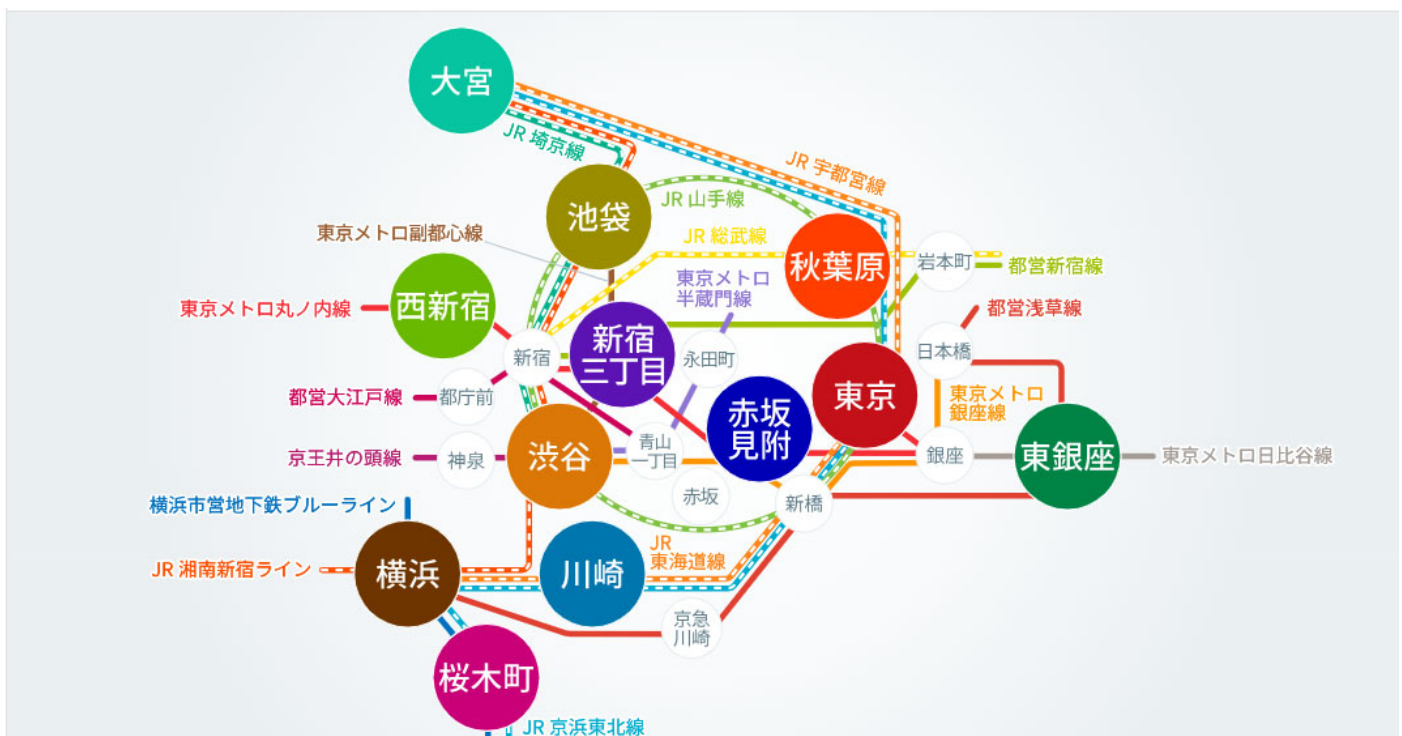 大宮
JR 埼京線
JR 宇都宮線
池袋
JR 山手線
東京メトロ副都心線
JR 総武線
秋葉原
岩本町
都営新宿線
東京メトロ
半蔵門線
東京メトロ丸ノ内線
西新宿
新宿
新宿
三丁目
永田町
都営浅草線
日本橋
都営大江戸線
都庁前
赤坂
見附
東京
東京メトロ
銀座線
京王井の頭線
神泉
渋谷
青山
一丁目
銀座
東銀座
東京メトロ日比谷線
赤坂
新橋
横浜市営地下鉄ブルーライン
JR 湘南新宿ライン
横浜
川崎
JR
東海道線
京急
川崎
桜木町
JR 京浜東北線